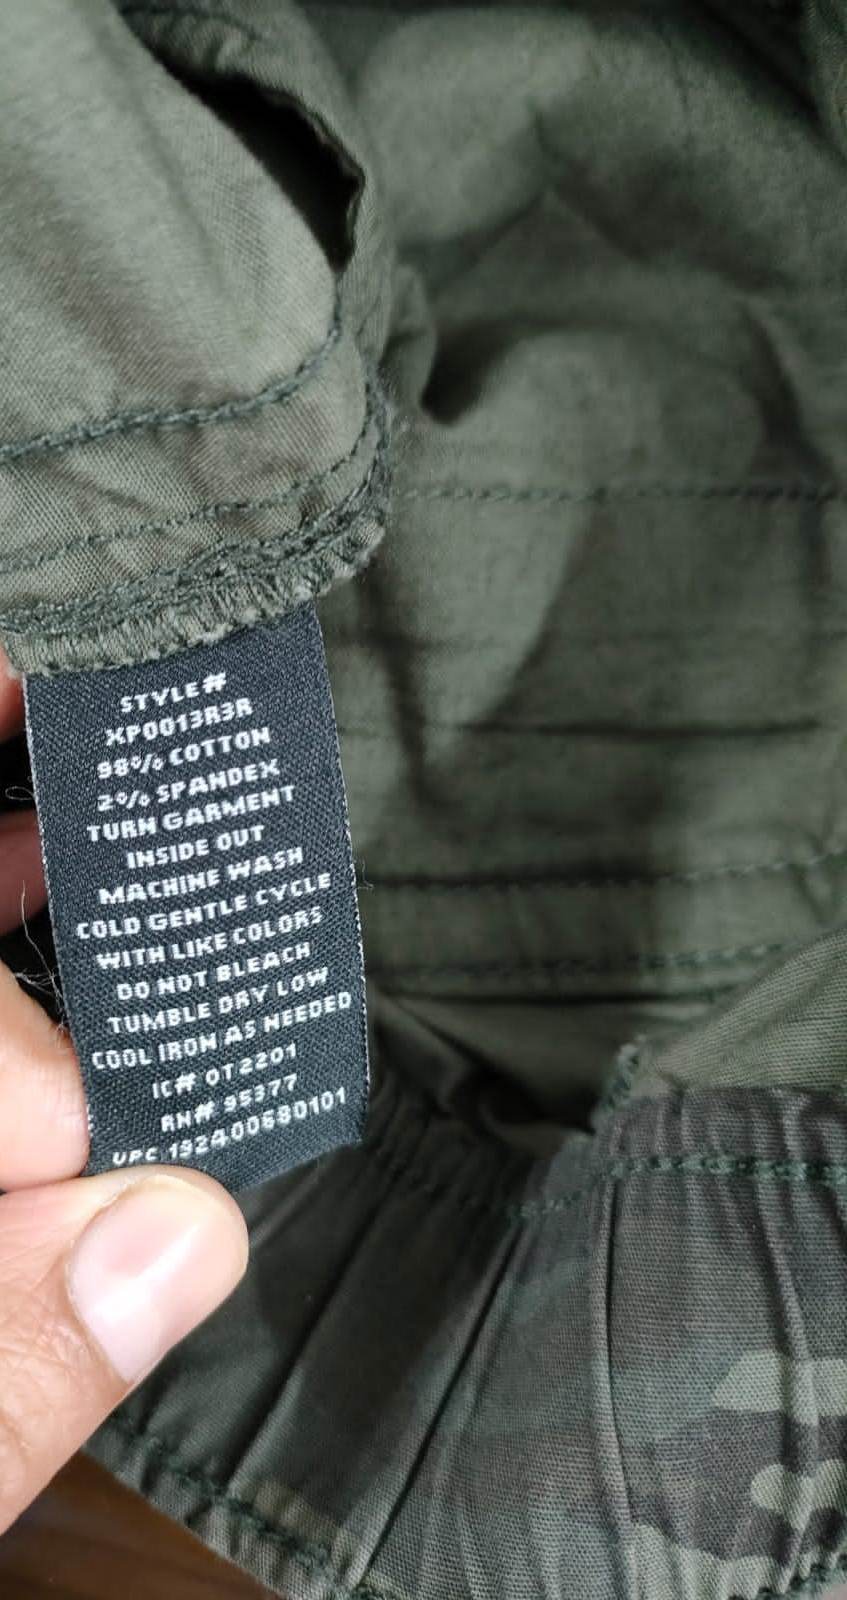 STYLE#
XP0013R3R
98% COTTON
2% SPANDEX
TURN GARMENT
INSIDE OUT
MACHINE WASH
COLD GENTLE CYCLE
WITH LIKE COLORS
DO NOT BLEACH
TUMBLE DRY LOW
COOL IRON AS NEEDED
IC# OT2201
RN# 95377
UPC 192400680101